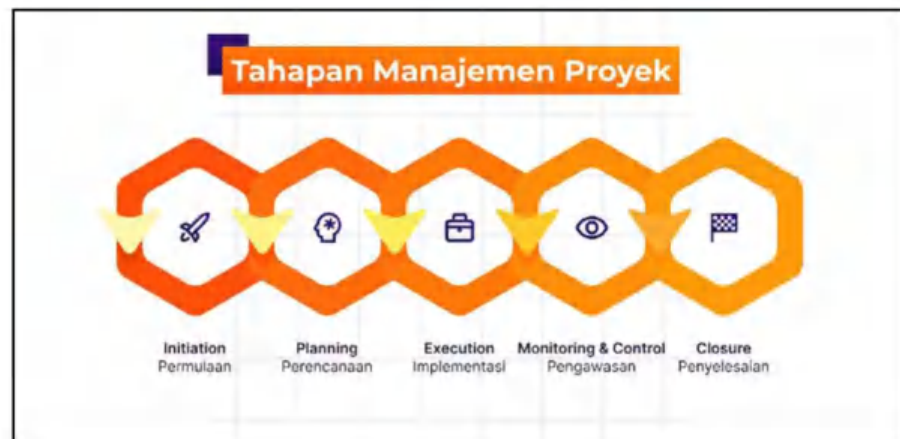 Tahapan Manajemen Proyek
Initiation
Permulaan
Planning
Perencanaan
Execution
Implementasi
Monitoring & Control
Pengawasan
Closure
Penyelesaian